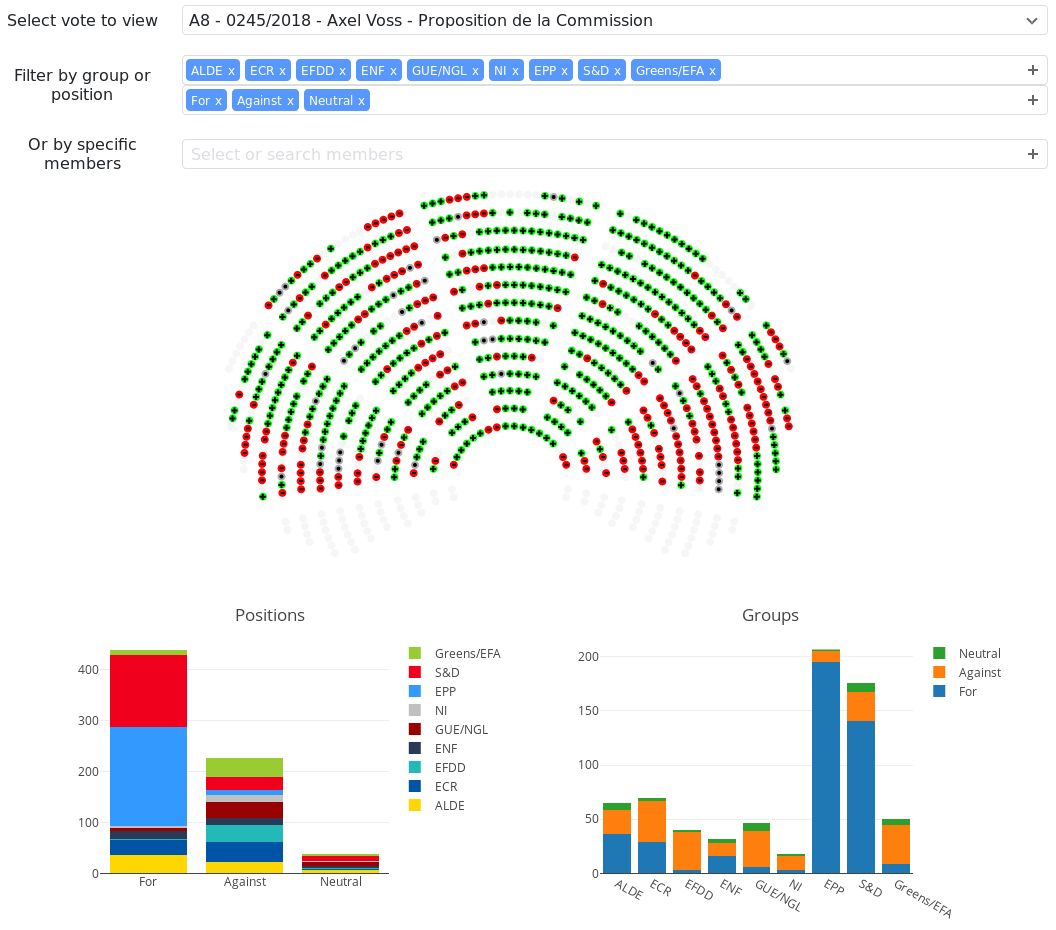 Select vote to view
A8 - 0245/2018 - Axel Voss - Proposition de la Commission
Filter by group or position
ALDE x ECR x EFDD x ENF x GUE/NGL x NI x EPP x S&D x Greens/EFA x +
For x Against x Neutral x +
Or by specific members
Select or search members +
Positions
400
300
200
100
0
For Against Neutral
Greens/EFA
S&D
EPP
NI
GUE/NGL
ENF
EFDD
ECR
ALDE
Groups
200
150
100
50
0
ALDE ECR EFDD ENF GUE/NGL NI EPP S&D Greens/EFA
Neutral
Against
For